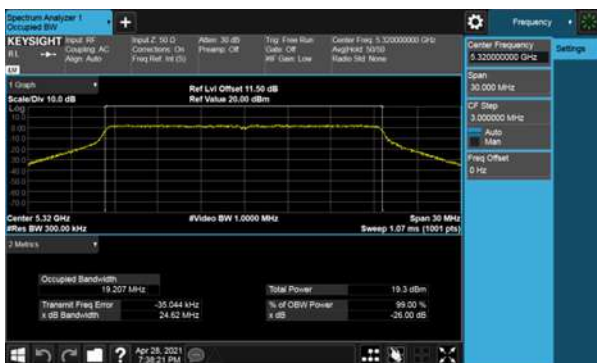 Spectrum Analyzer 1
Occupied BW
+
Frequency
KEYSIGHT
Input: RF
Coupling: AC
Align: Auto
Input Z: 50 Ω
Corrections: On
Freq Ref: Int (S)
Atten: 30 dB
Preamp: Off
Trig: Free Run
Gate: Off
#IF Gain: Low
Center Freq: 5.320000000 GHz
Avg|Hold: 50/50
Radio Std: None
Center Frequency
5.320000000 GHz
Settings
Span
30.000 MHz
CF Step
3.000000 MHz
Auto
Man
Freq Offset
0 Hz
1 Graph
Scale/Div 10.0 dB
Ref Lvl Offset 11.50 dB
Ref Value 20.00 dBm
Log
10.0
0.00
Center 5.32 GHz
#Res BW 300.00 kHz
#Video BW 1.0000 MHz
Span 30 MHz
Sweep 1.07 ms (1001 pts)
2 Metrics
Occupied Bandwidth
19.207 MHz
Total Power 19.3 dBm
Transmit Freq Error -35.044 kHz
% of OBW Power 99.00 %
x dB Bandwidth 24.62 MHz
x dB -26.00 dB
?
Apr 28, 2021
7:38:21 PM